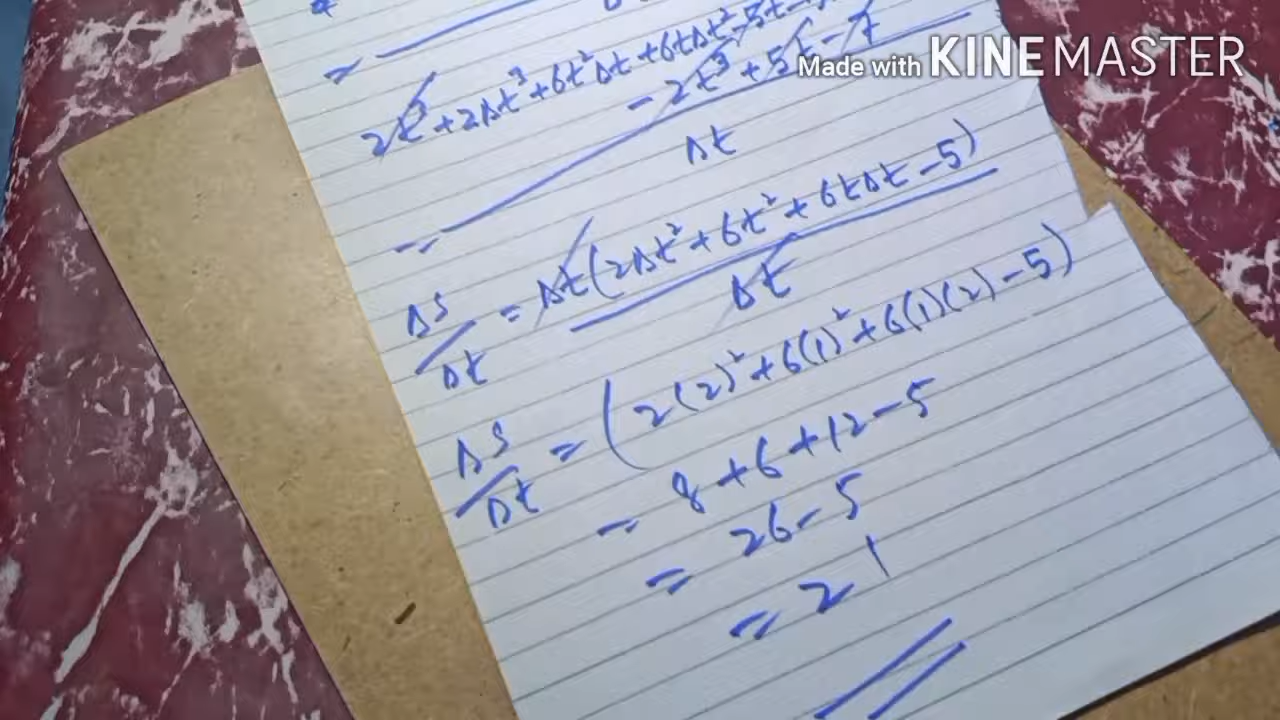 Made with KINEMASTER
= 2t³ + 2Δt³ + 6t²Δt + 6tΔt² - 5t
- 2t³ + 5t - 7
Δt
=
ΔS/Δt = Δt(2Δt² + 6t² + 6tΔt - 5)/Δt
ΔS/Δt = (2(2)² + 6(1)² + 6(1)(2) - 5)
= 8 + 6 + 12 - 5
= 26 - 5
= 21